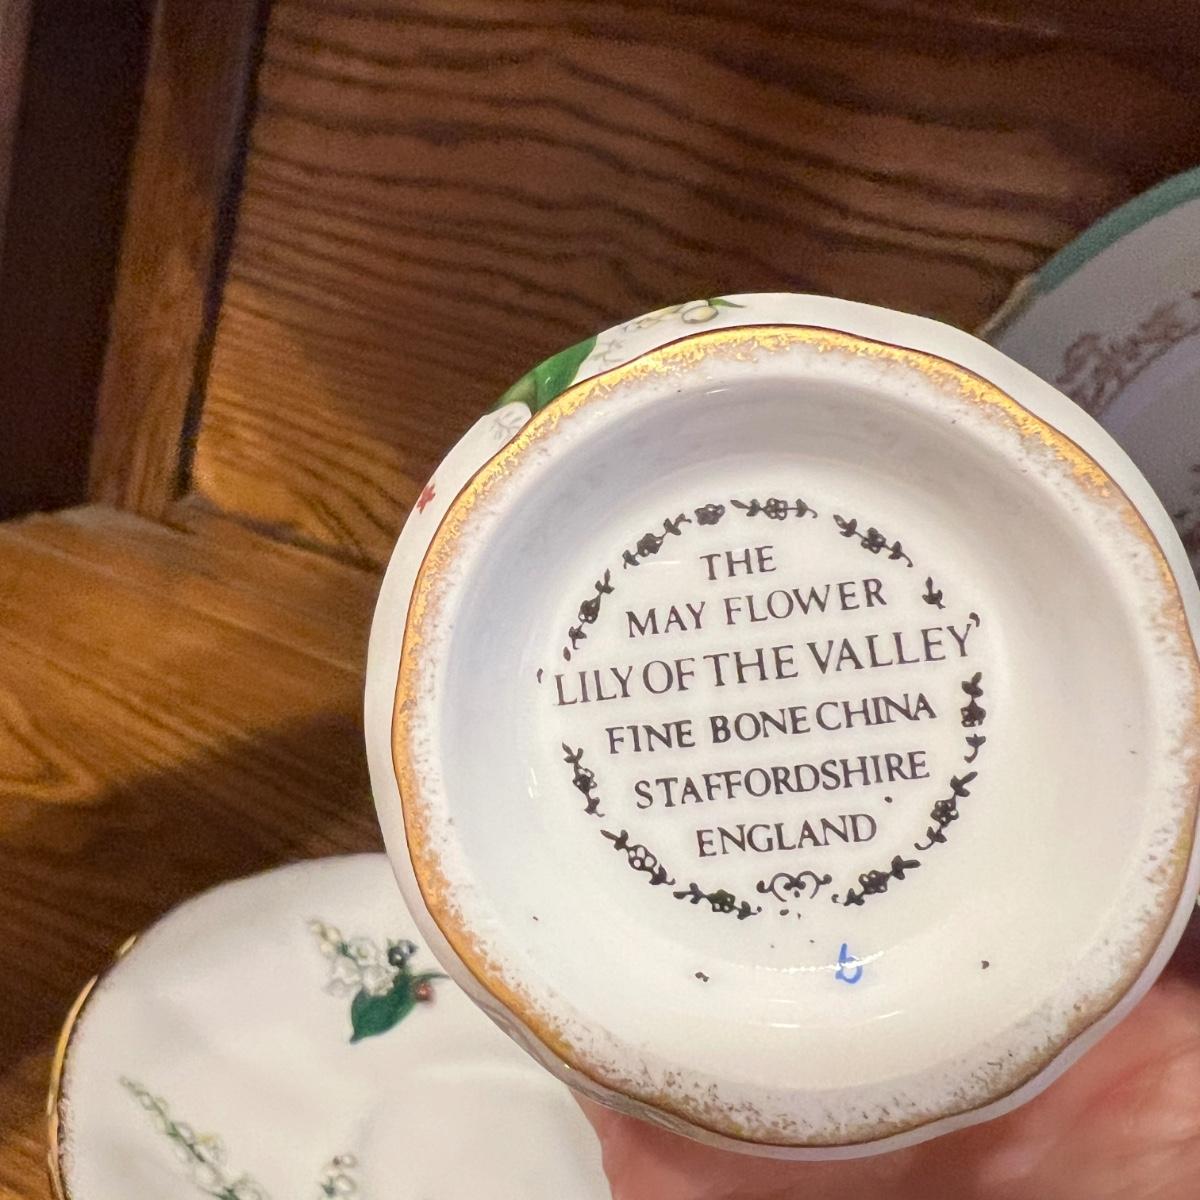 THE
MAY FLOWER
'LILY OF THE VALLEY'
FINE BONE CHINA
STAFFORDSHIRE
ENGLAND
b